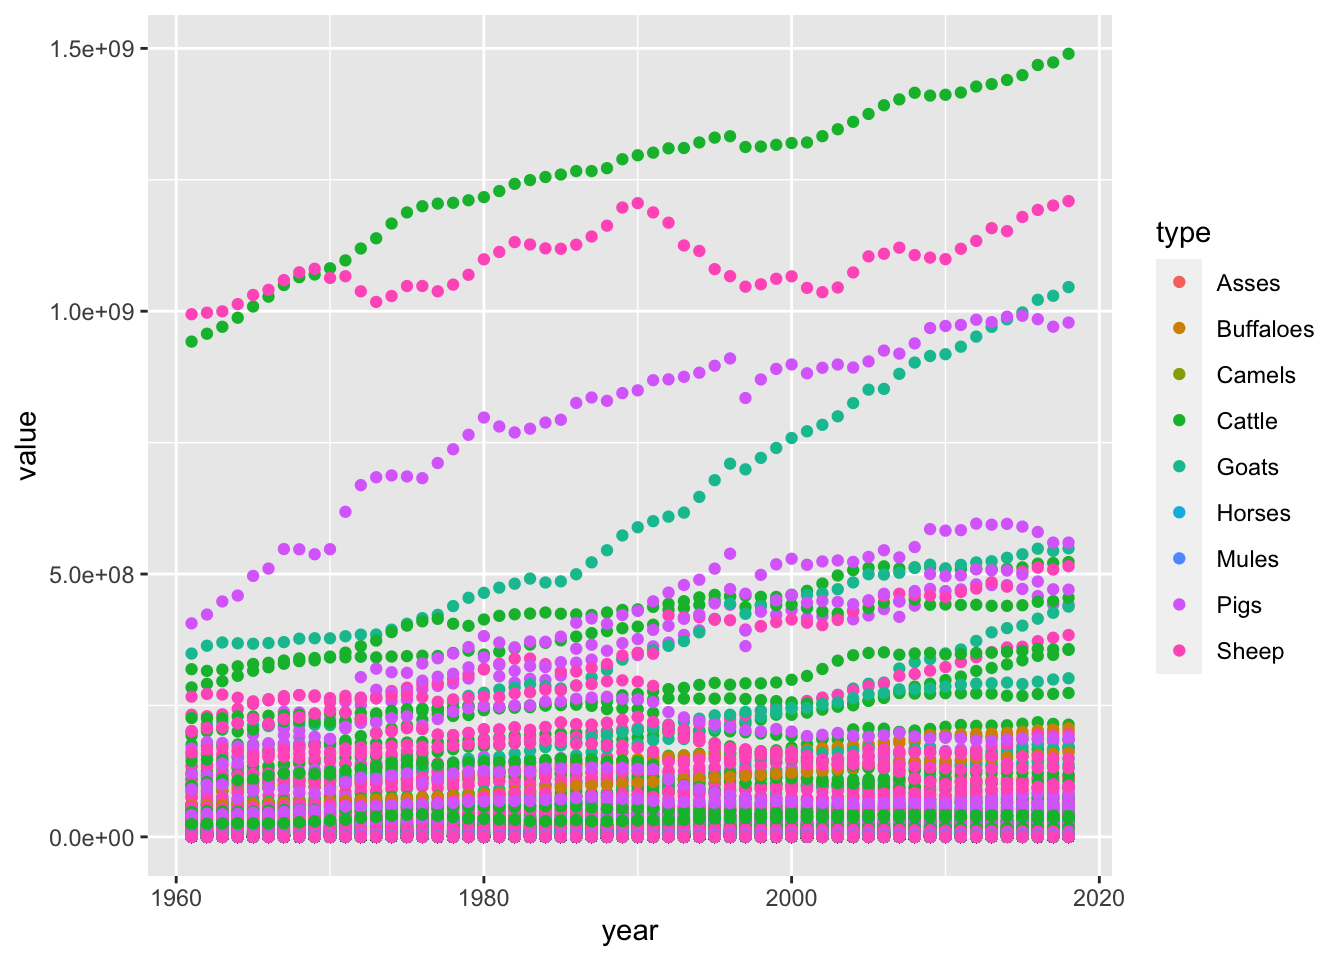 1.5e+09
1.0e+09
5.0e+08
0.0e+00
value
1960
1980
2000
2020
year
type
Asses
Buffaloes
Camels
Cattle
Goats
Horses
Mules
Pigs
Sheep